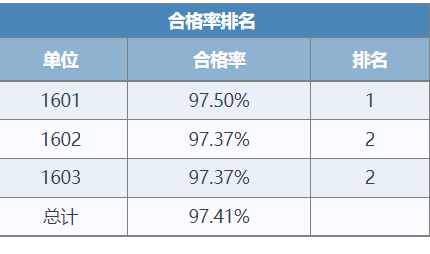 合格率排名
单位 合格率 排名
1601 97.50% 1
1602 97.37% 2
1603 97.37% 2
总计 97.41%